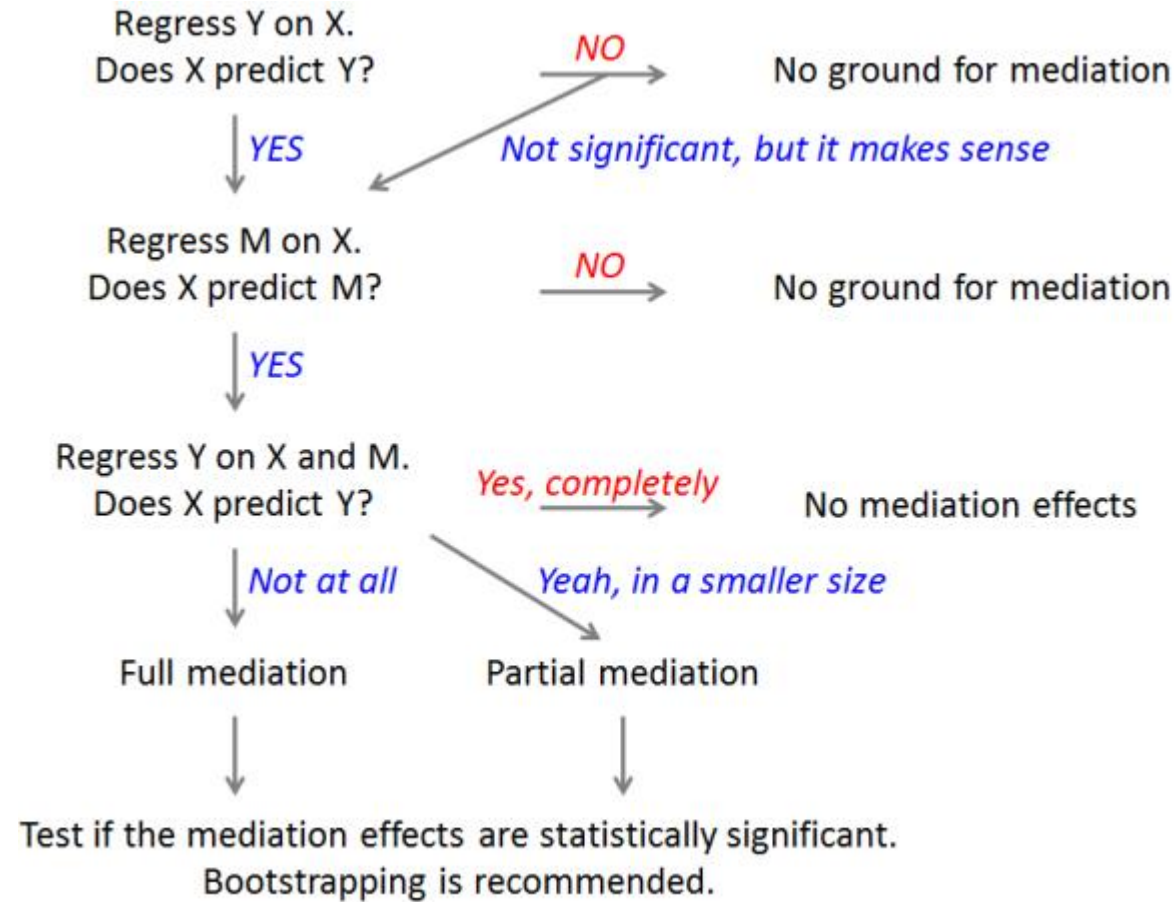 Regress Y on X.
Does X predict Y?
NO
No ground for mediation
YES
Not significant, but it makes sense
Regress M on X.
Does X predict M?
NO
No ground for mediation
YES
Regress Y on X and M.
Does X predict Y?
Yes, completely
No mediation effects
Not at all
Yeah, in a smaller size
Full mediation
Partial mediation
Test if the mediation effects are statistically significant.
Bootstrapping is recommended.